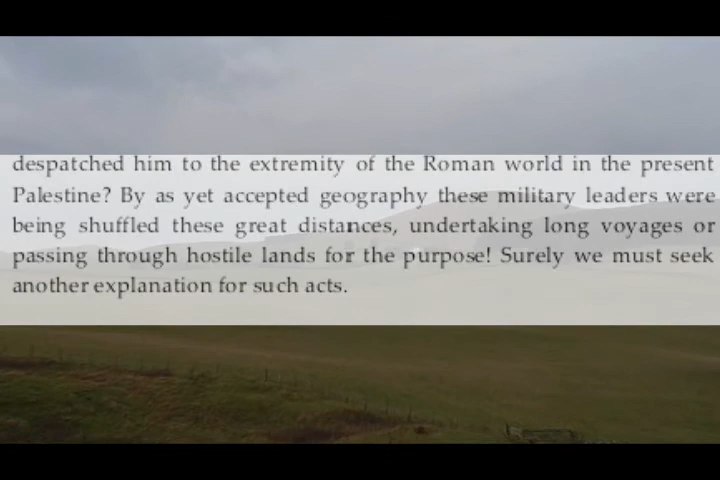 despatched him to the extremity of the Roman world in the present
Palestine? By as yet accepted geography these military leaders were
being shuffled these great distances, undertaking long voyages or
passing through hostile lands for the purpose! Surely we must seek
another explanation for such acts.